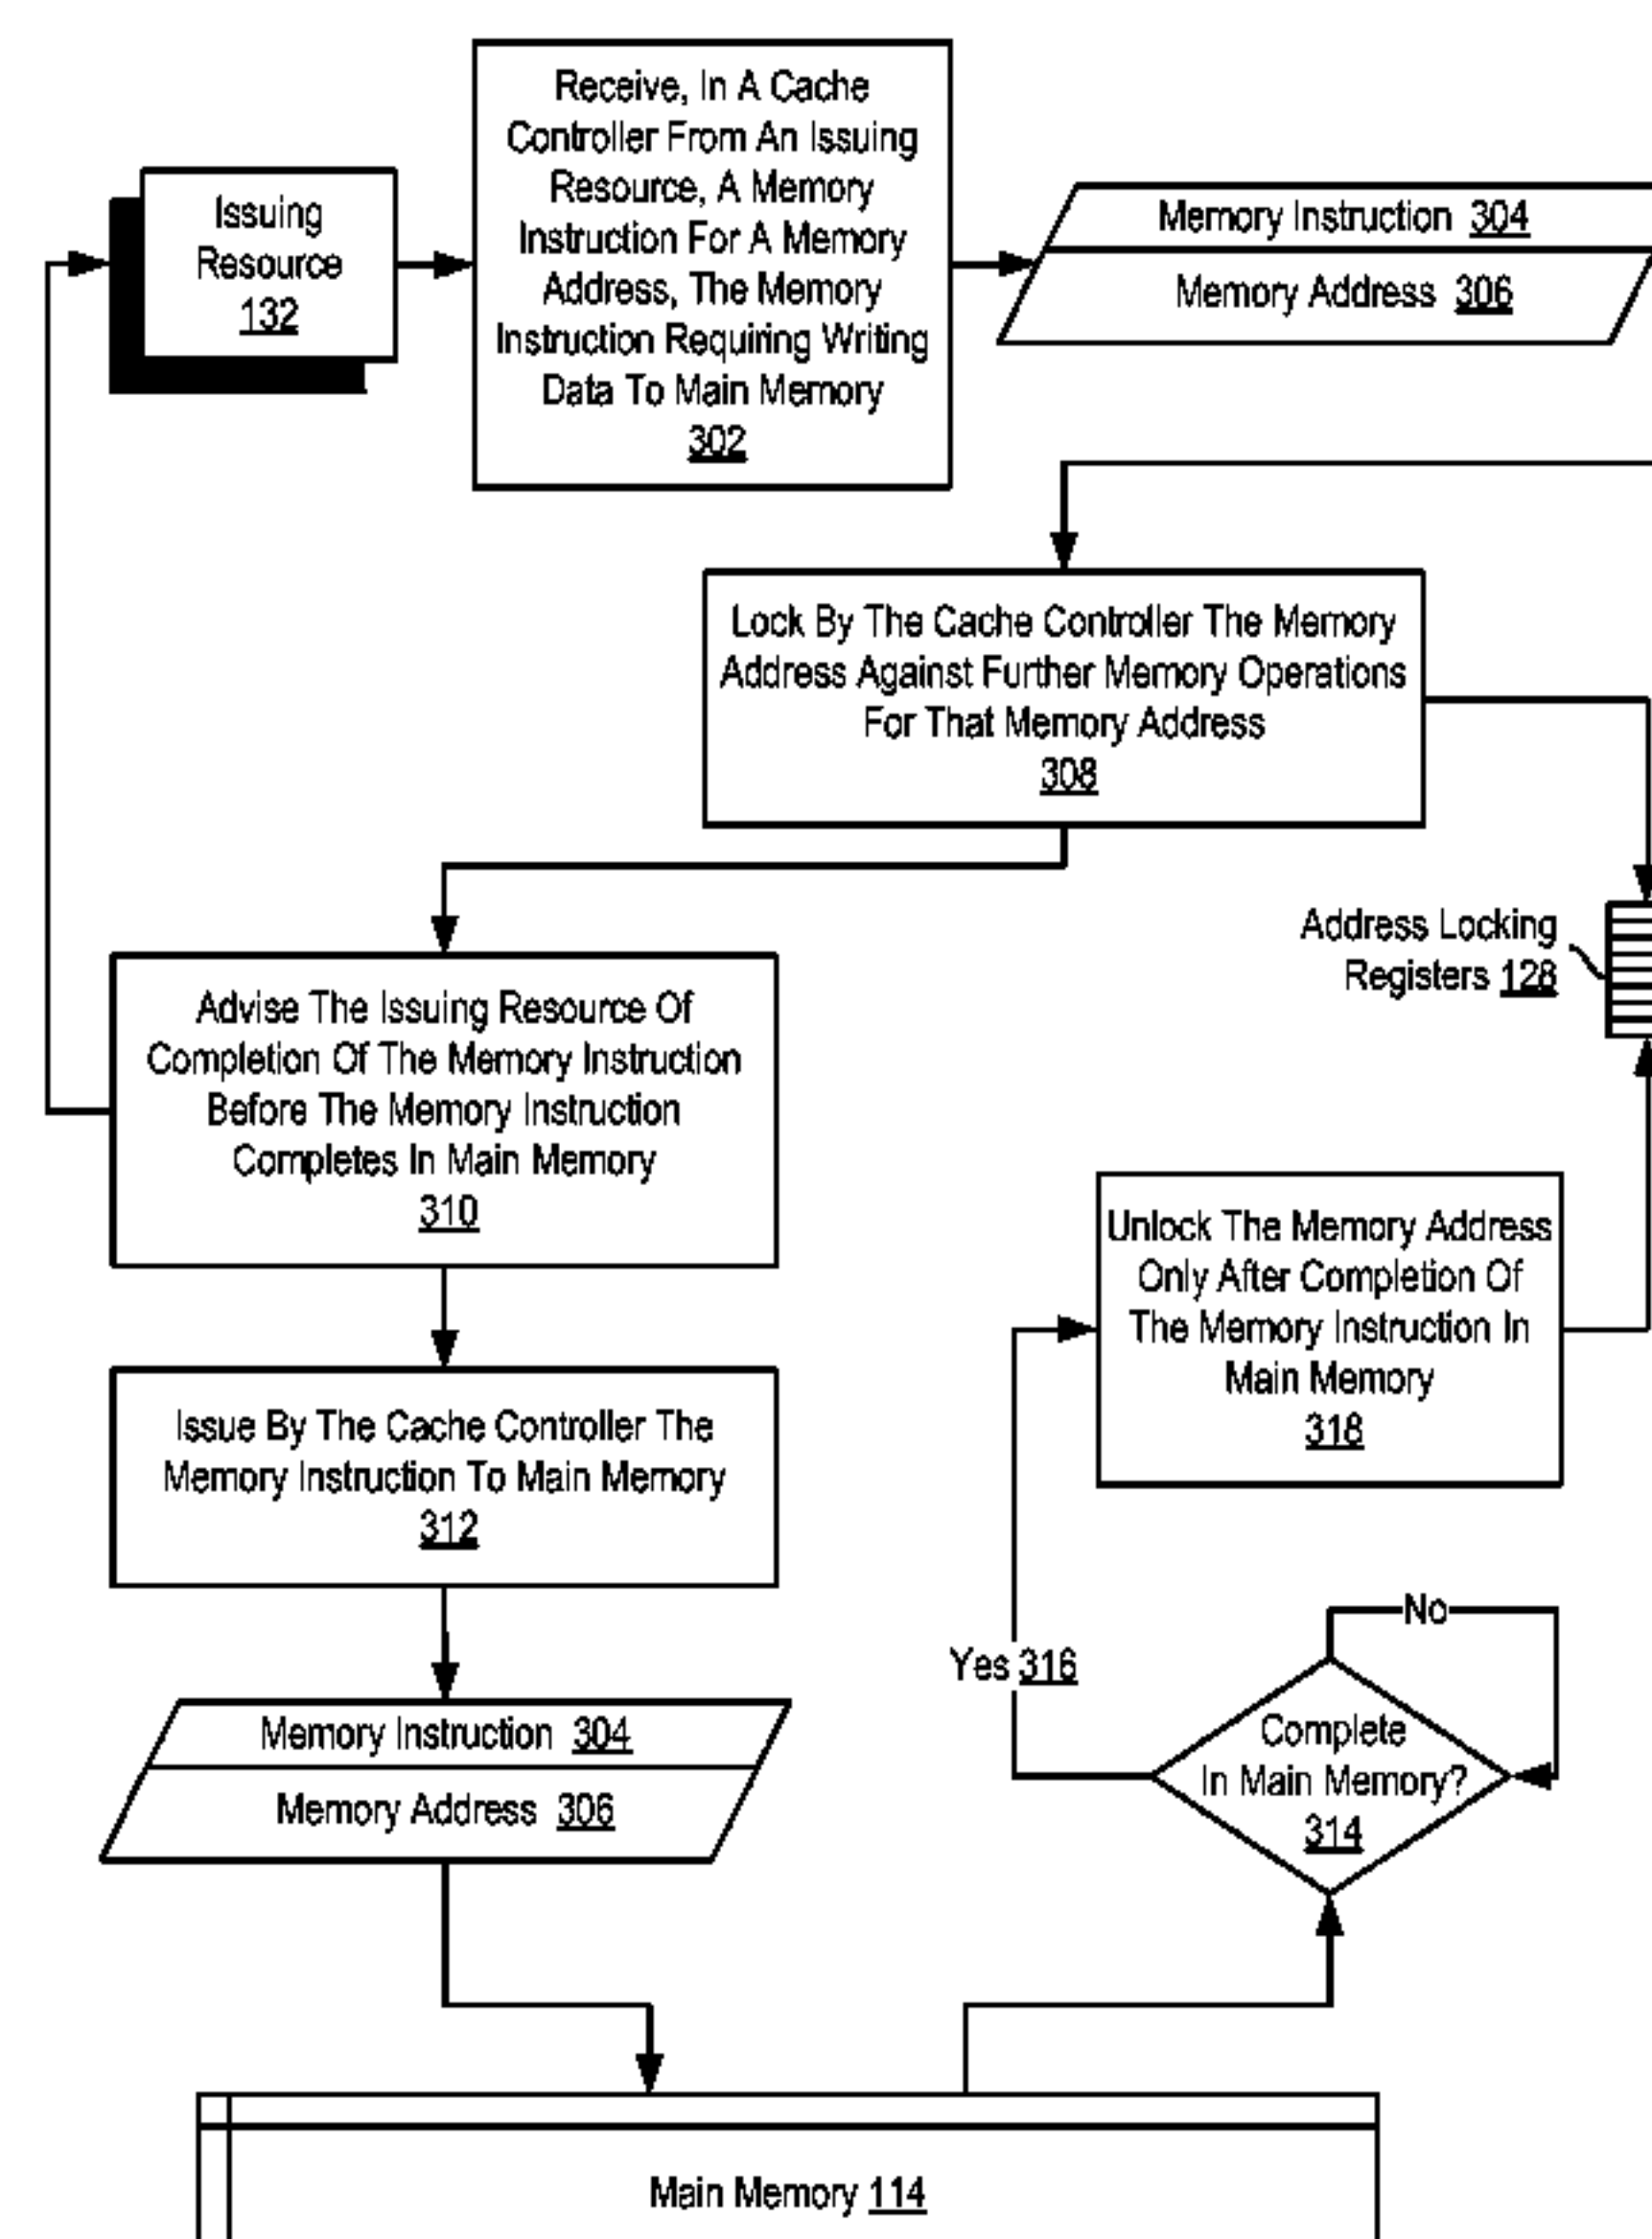 Receive, In A Cache
Controller From An Issuing
Resource, A Memory
Instruction For A Memory
Address, The Memory
Instruction Requiring Writing
Data To Main Memory
302
Issuing
Resource
132
Memory Instruction 304
Memory Address 306
Lock By The Cache Controller The Memory
Address Against Further Memory Operations
For That Memory Address
308
Address Locking
Registers 128
Advise The Issuing Resource Of
Completion Of The Memory Instruction
Before The Memory Instruction
Completes In Main Memory
310
Unlock The Memory Address
Only After Completion Of
The Memory Instruction In
Main Memory
318
Issue By The Cache Controller The
Memory Instruction To Main Memory
312
No
Yes 316
Complete
In Main Memory?
314
Memory Instruction 304
Memory Address 306
Main Memory 114